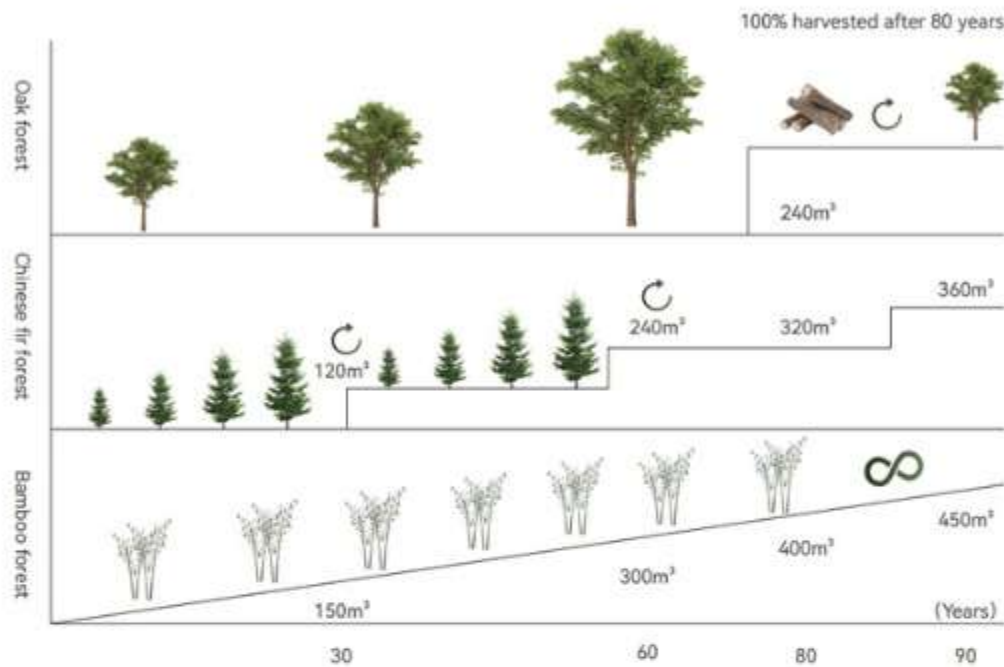 100% harvested after 80 years
Oak forest
240m³
Chinese fir forest
120m³
240m³
320m³
360m³
Bamboo forest
150m³
300m³
400m³
450m³
(Years)
30
60
80
90